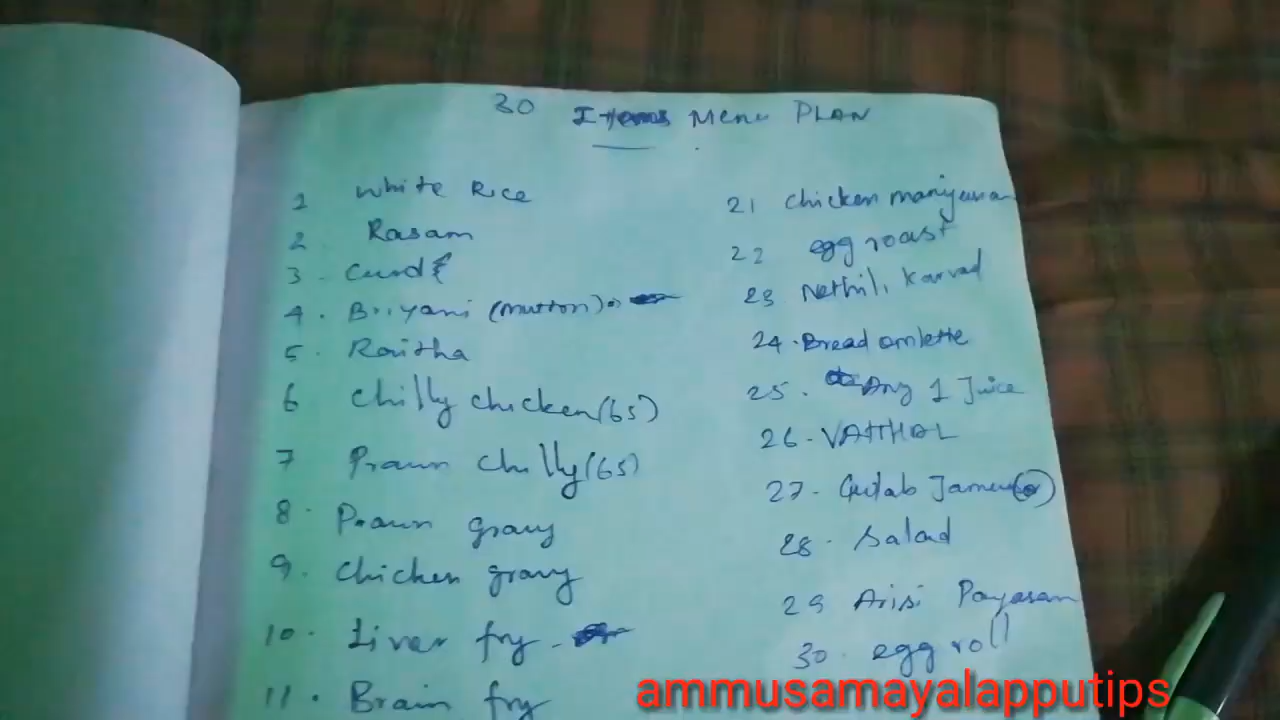 30 Items Menu PLAN
1 White Rice
2 Rasam
3. Curd
4. Briyani (mutton)
5. Raitha
6 chilly chicken (65)
7 Prawn chilly (65)
8. Prawn gravy
9. chicken gravy
10. Liver fry
11. Brain fry
21 chicken
22 egg roast
23 Nethili Karvad
24. Bread omlette
25. Any 1 Juice
26. VATTHAL
27. Gulab Jamun
28. Salad
29 Arisi Payasam
30. egg roll
ammusamayalapputips